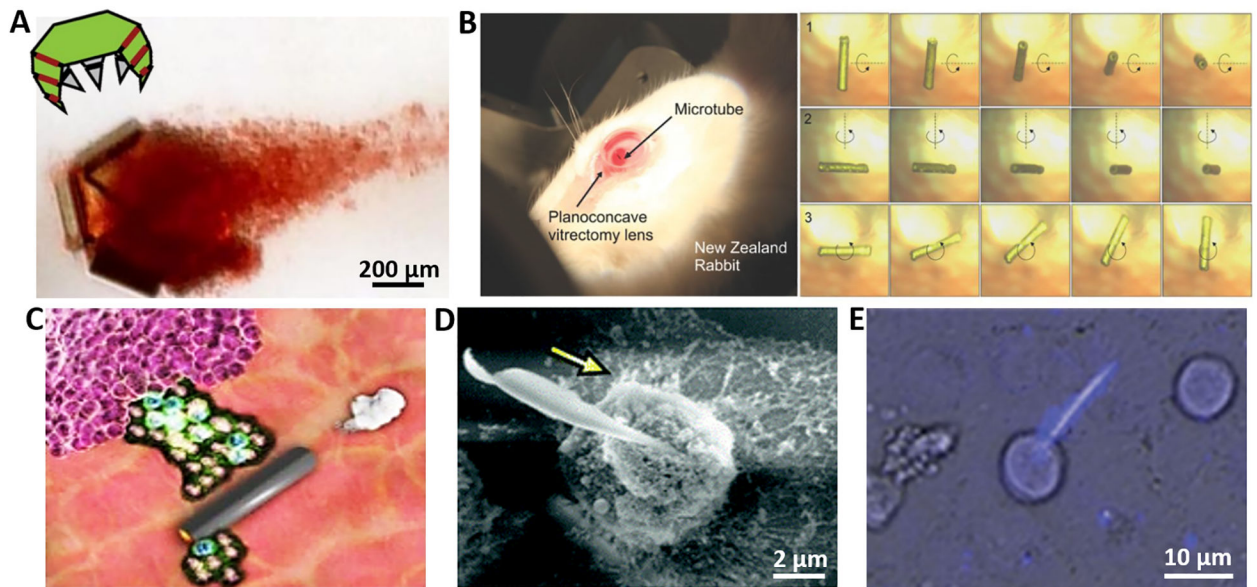 A
200 µm
B
Microtube
Planoconcave
vitrectomy lens
New Zealand
Rabbit
1
2
3
C
D
2 µm
E
10 µm